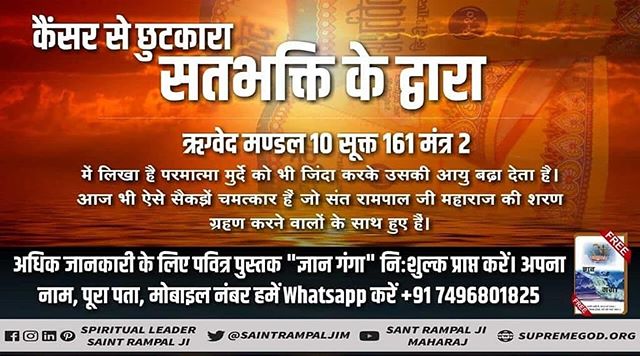 कैंसर से छुटकारा
सतभक्ति के द्वारा
ऋग्वेद मण्डल 10 सूक्त 161 मंत्र 2
में लिखा है परमात्मा मुर्दे को भी जिंदा करके उसकी आयु बढ़ा देता है।
आज भी ऐसे सैकड़ें चमत्कार हैं जो संत रामपाल जी महाराज की शरण
ग्रहण करने वालों के साथ हुए है।
अधिक जानकारी के लिए पवित्र पुस्तक "ज्ञान गंगा" नि:शुल्क प्राप्त करें। अपना
नाम, पूरा पता, मोबाइल नंबर हमें Whatsapp करें +91 7496801825
FREE
ज्ञान
गंगा
FREE
SPIRITUAL LEADER
SAINT RAMPAL JI
@SAINTRAMPALJIM
SANT RAMPAL JI
MAHARAJ
SUPREMEGOD.ORG